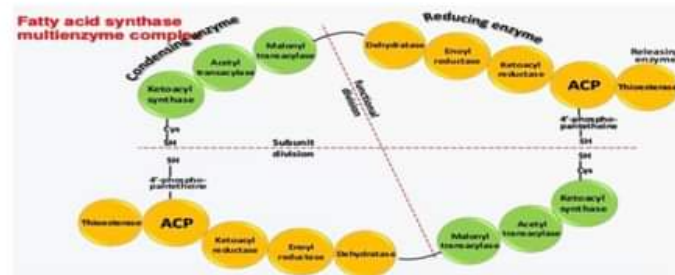 Fatty acid synthase
multienzyme complex
Condensing enzyme
Reducing enzyme
Releasing
enzyme
Ketoacyl
synthase
Acetyl
transacylase
Malonyl
transacylase
Dehydratase
Enoyl
reductase
Ketoacyl
reductase
ACP
Thioesterase
functional
division
Cys
SH
Subunit
division
4'-phospho-
pantetheine
SH
SH
Cys
SH
4'-phospho-
pantetheine
Ketoacyl
synthase
Acetyl
transacylase
Malonyl
transacylase
Thioesterase
ACP
Ketoacyl
reductase
Enoyl
reductase
Dehydratase